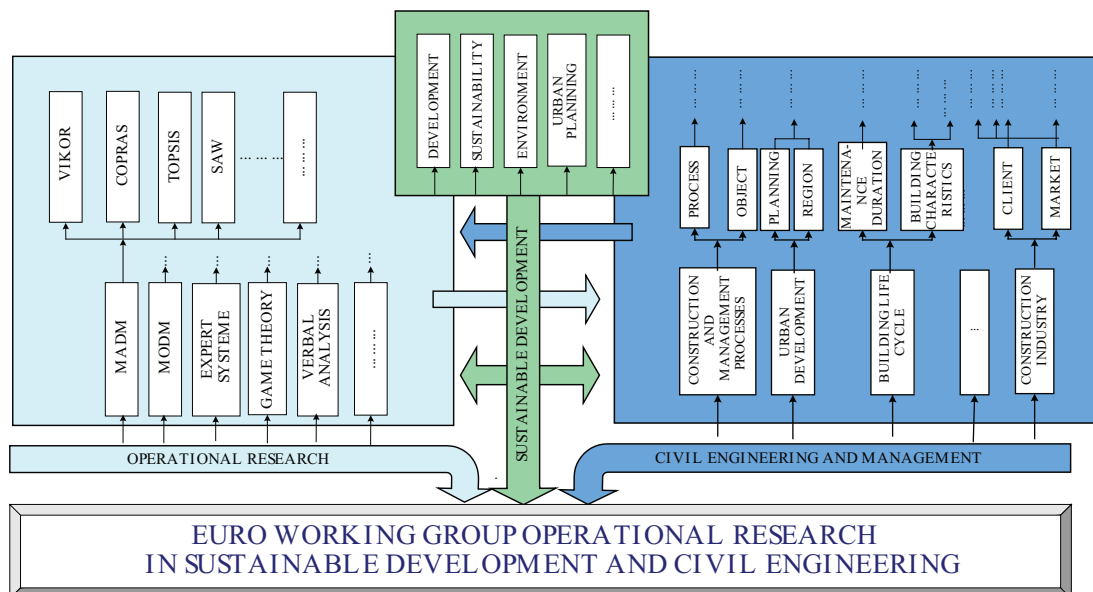 DEVELOPMENT
SUSTAINABILITY
ENVIRONMENT
URBAN
PLANINING
... ... ...
VIKOR
COPRAS
TOPSIS
SAW
... ... ... ...
... ... ...
MADM
MODM
EXPERT
SYSTEME
GAME THEORY
VERBAL
ANALYSIS
... ... ...
PROCESS
OBJECT
PLANNING
REGION
MAINTENA-
NCE
DURATION
BUILDING
CHARACTE
RISTICS
CLIENT
MARKET
CONSTRUCTION
AND
MANAGEMENT
PROCESSES
URBAN
DEVELOPMENT
BUILDING LIFE
CYCLE
...
CONSTRUCTION
INDUSTRY
SUSTAINABLE DEVELOPMENT
OPERATIONAL RESEARCH
CIVIL ENGINEERING AND MANAGEMENT
EURO WORKING GROUP OPERATIONAL RESEARCH
IN SUSTAINABLE DEVELOPMENT AND CIVIL ENGINEERING